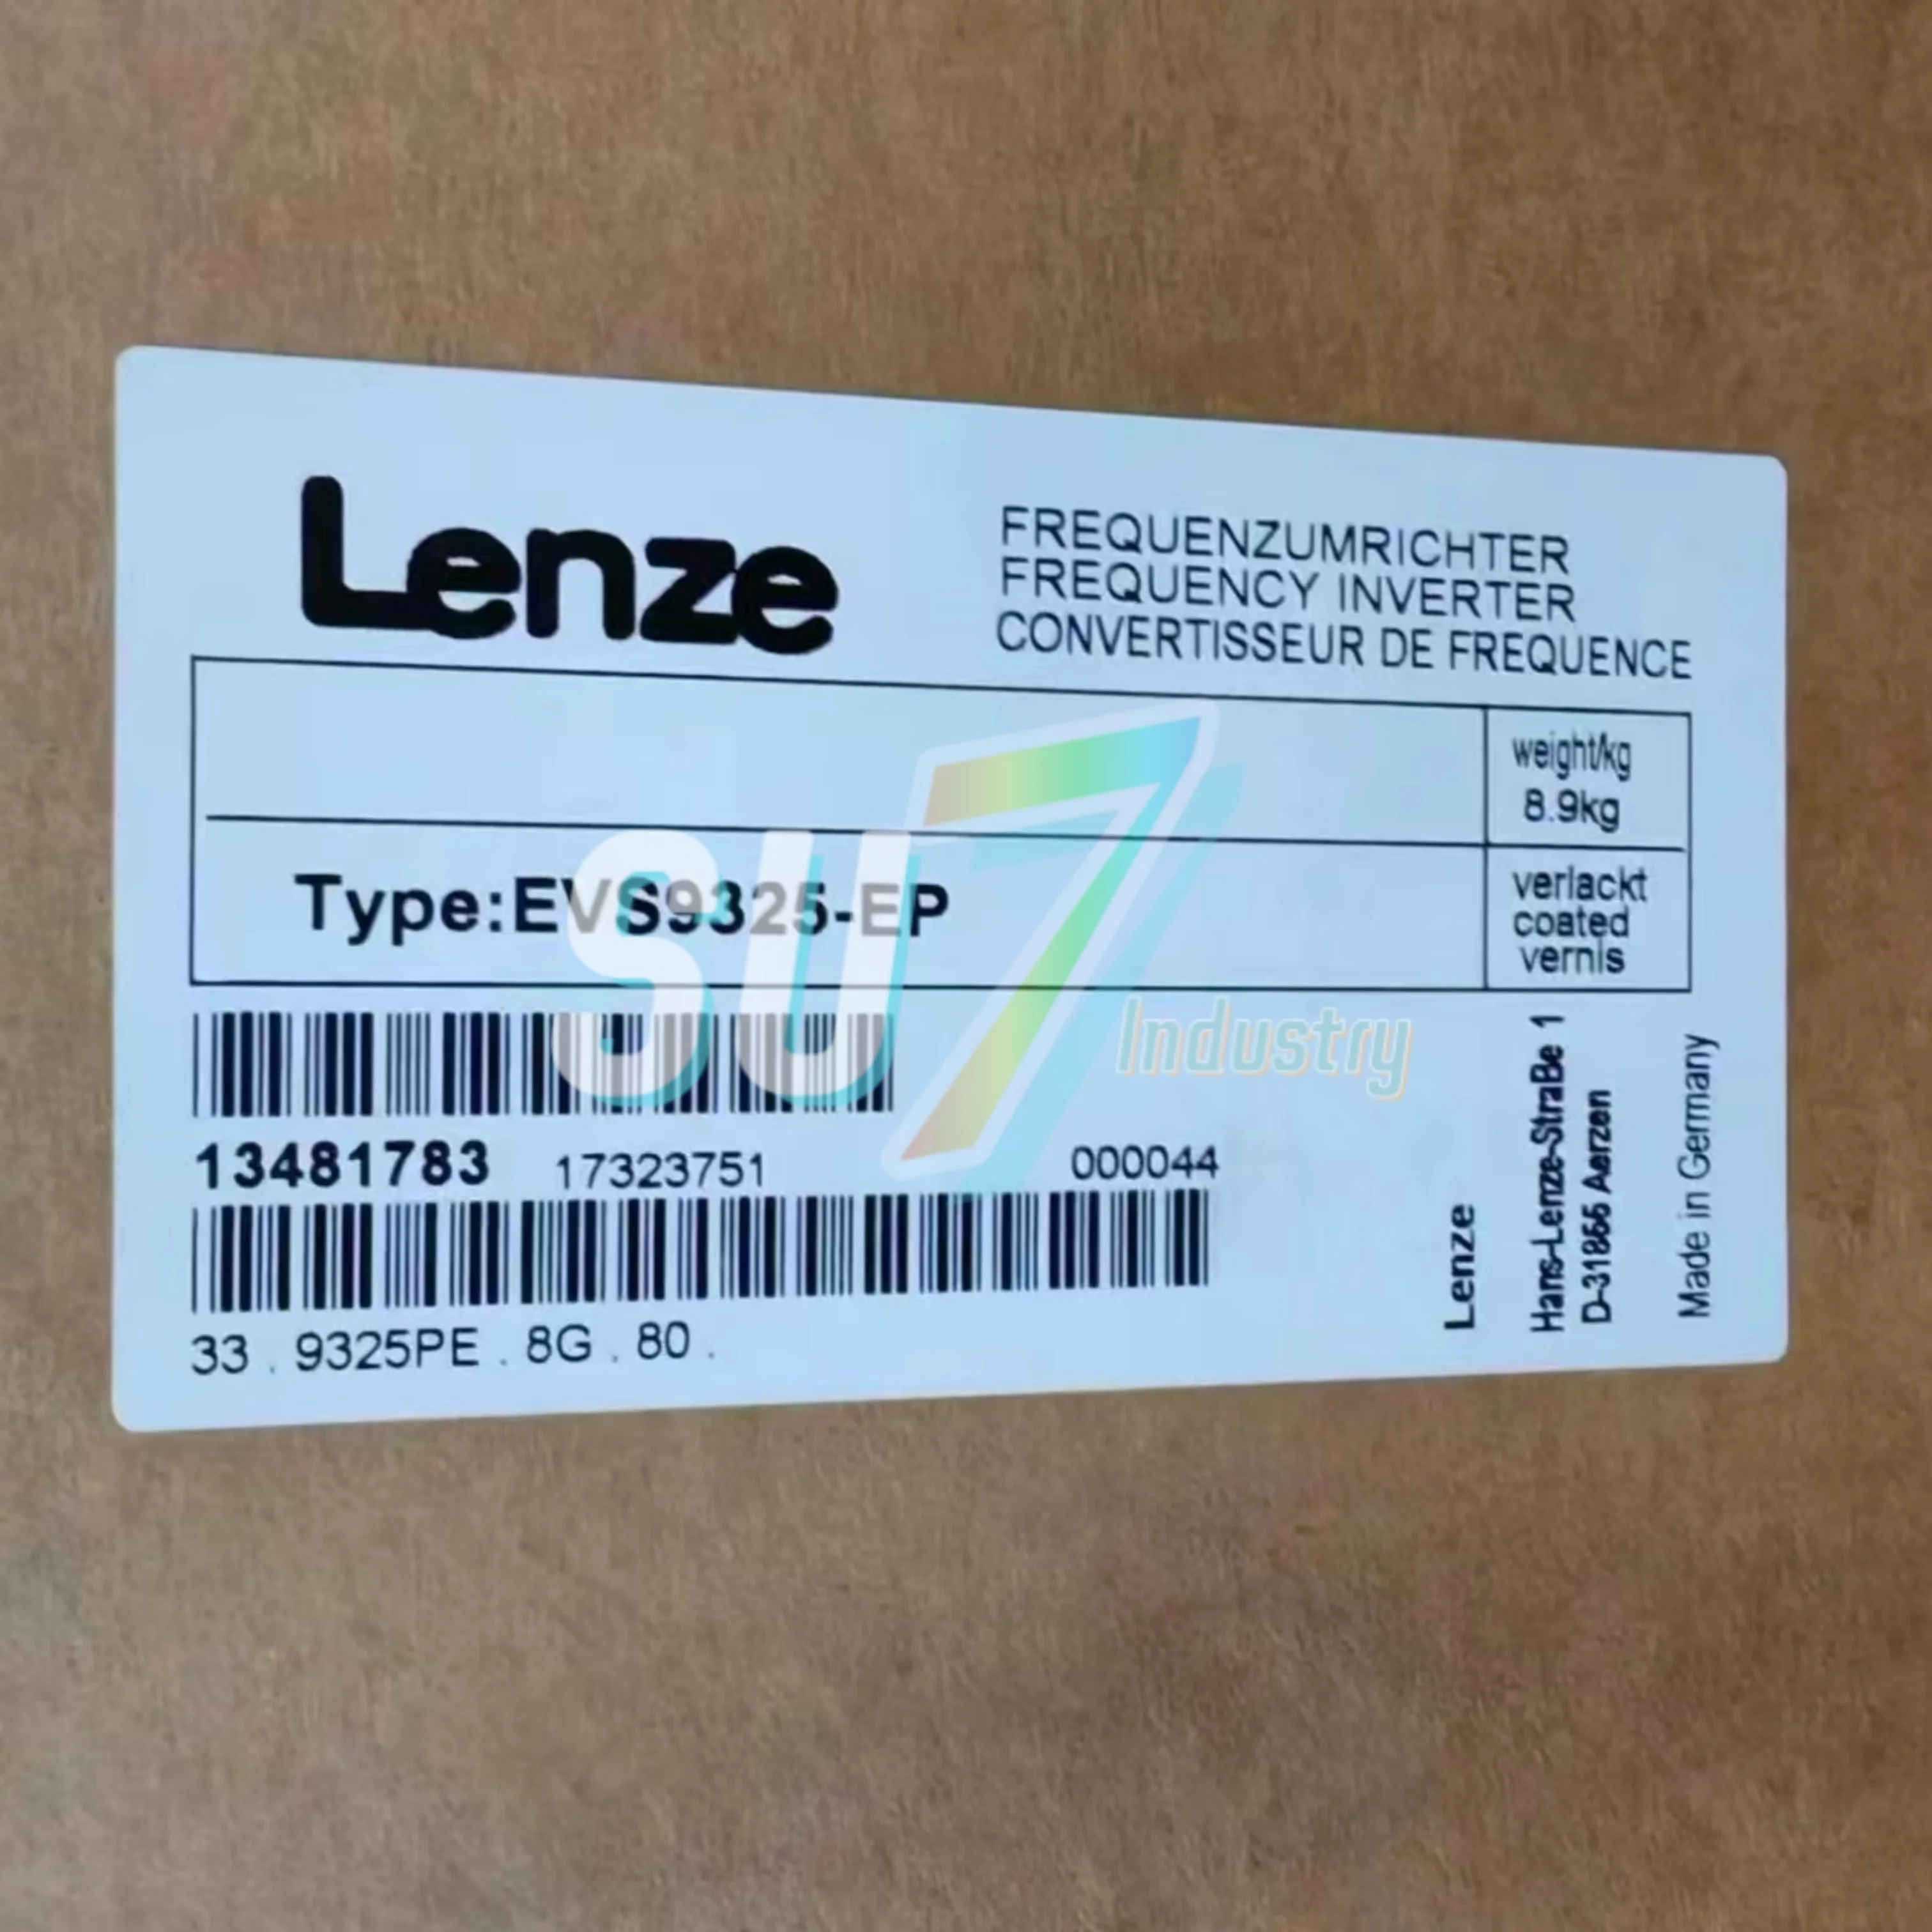 Lenze
FREQUENZUMRICHTER
FREQUENCY INVERTER
CONVERTISSEUR DE FREQUENCE
weight/kg
8.9kg
Type:EVS9325-EP
verlackt
coated
vernis
SU7
Industry
13481783 17323751 000044
33 . 9325PE . 8G . 80 .
Lenze
Hans-Lenze-StraBe 1
D-31855 Aerzen
Made in Germany